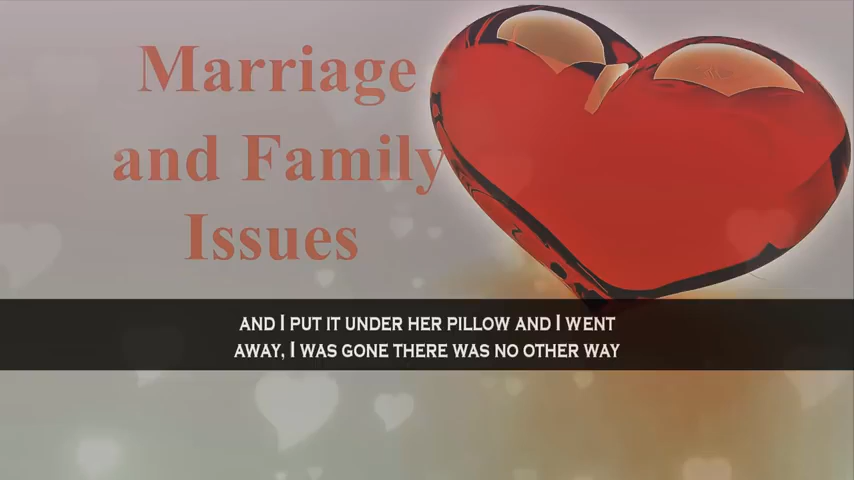 Marriage
and Family
Issues
AND I PUT IT UNDER HER PILLOW AND I WENT
AWAY, I WAS GONE THERE WAS NO OTHER WAY